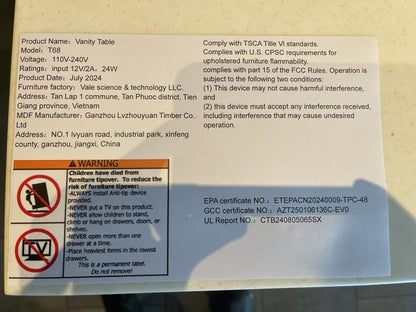 Product Name: Vanity Table
Model: T68
Voltage: 110V-240V
Ratings: input 12V/2A, 24W
Product Date: July 2024
Furniture: Vale science & technology LLC.
Address: Tan Lap 1 commute, Tan Phuoc district, Tien
Giang province, Vietnam
MDF Manufacturer: Ganzhou Lvzhouyuan Timber Co.,
Ltd
Address: NO.1 lvyuan road, industrial park, xinfeng
county, ganzhou, jiangxi, China
WARNING
Children have died from
furniture tipover. To reduce the
risk of furniture tipover:
-ALWAYS install Anti-tip device
provided.
-NEVER put a TV on this product.
-NEVER allow children to stand,
climb or hang on drawers, doors, or
shelves.
-NEVER open more than one
drawer at a time.
-Place heaviest items in the lowest
drawers.
This is a permanent label.
Do not remove!
TV
Comply with TSCA Title VI standards.
Complies with U.S. CPSC requirements for
upholstered furniture flammability.
complies with part 15 of the FCC Rules. Operation is
subject to the following two conditions:
(1) This device may not cause harmful interference,
and
(2) this device must accept any interference received,
including interference that may cause undesired
operation.
EPA certificate NO.: ETEPACN20240009-TPC-48
GCC certificate NO.: AZT250106136C-EV0
UL Report NO.: CTB240805065SX